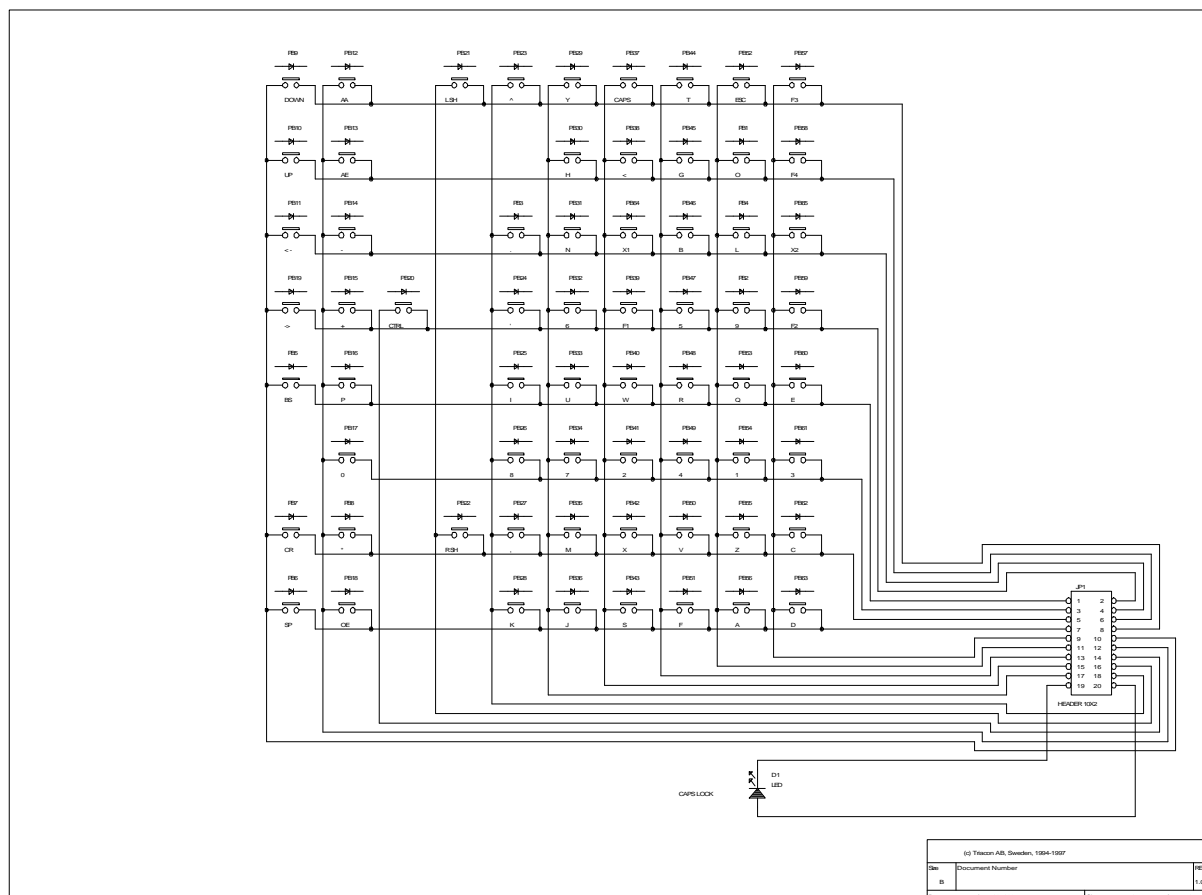 PB9 PB12 PB21 PB23 PB29 PB37 PB44 PB52 PB57
DOWN AA LSH ^ Y CAPS T ESC F3
PB10 PB13 PB30 PB38 PB45 PB1 PB58
UP AE H < G O F4
PB11 PB14 PB3 PB31 PB64 PB46 PB4 PB65
<- - . N X1 B L X2
PB19 PB15 PB20 PB24 PB32 PB39 PB47 PB2 PB59
-> + CTRL ' 6 F1 5 9 F2
PB5 PB16 PB25 PB33 PB40 PB48 PB53 PB60
BS P I U W R Q E
PB17 PB26 PB34 PB41 PB49 PB54 PB61
0 8 7 2 4 1 3
PB7 PB8 PB22 PB27 PB35 PB42 PB50 PB55 PB62
CR * RSH , M X V Z C
PB6 PB18 PB28 PB36 PB43 PB51 PB56 PB63
SP OE K J S F A D
JP1
1 2
3 4
5 6
7 8
9 10
11 12
13 14
15 16
17 18
19 20
HEADER 10X2
D1
LED
CAPS LOCK
(c) Triacon AB, Sweden, 1994-1997
Size Document Number
B